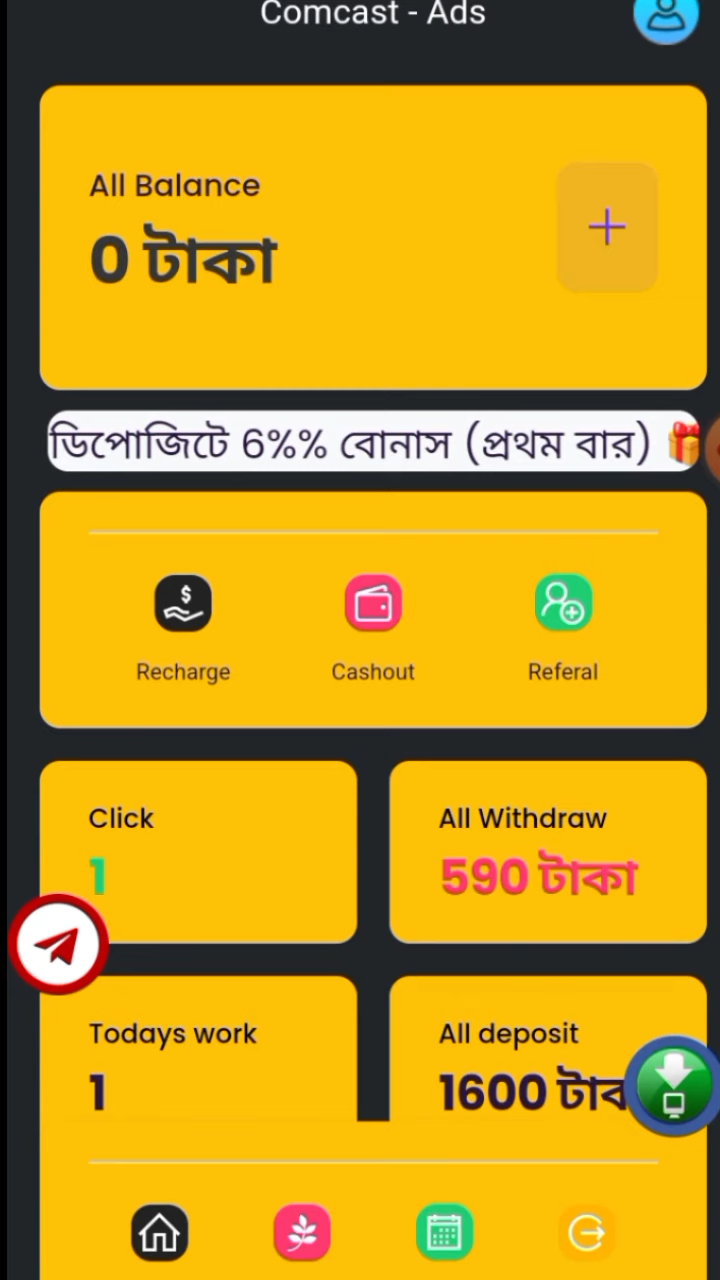 Comcast - Ads
All Balance
0 টাকা
ডিপোজিটে 6%% বোনাস (প্রথম বার) 🎁
Recharge
Cashout
Referal
Click
1
All Withdraw
590 টাকা
Todays work
1
All deposit
1600